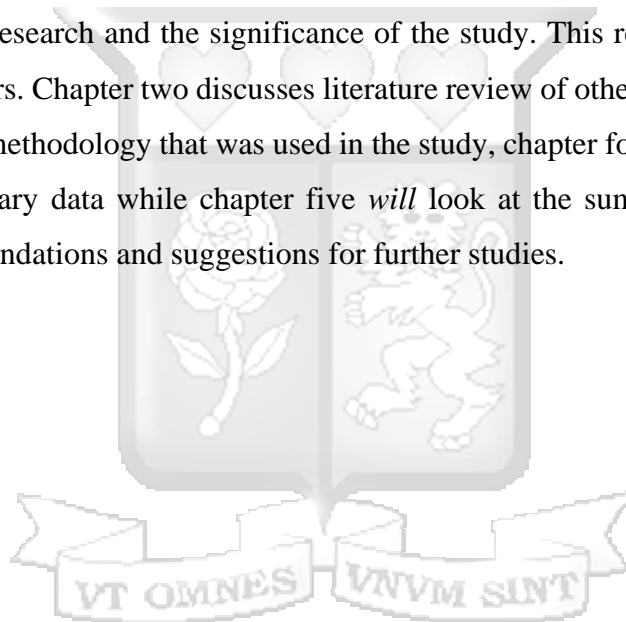 esearch and the significance of the study. This re
rs. Chapter two discusses literature review of othe
nethodology that was used in the study, chapter fo
ary data while chapter five will look at the sun
ndations and suggestions for further studies.
VT OMNES VNVM SINT